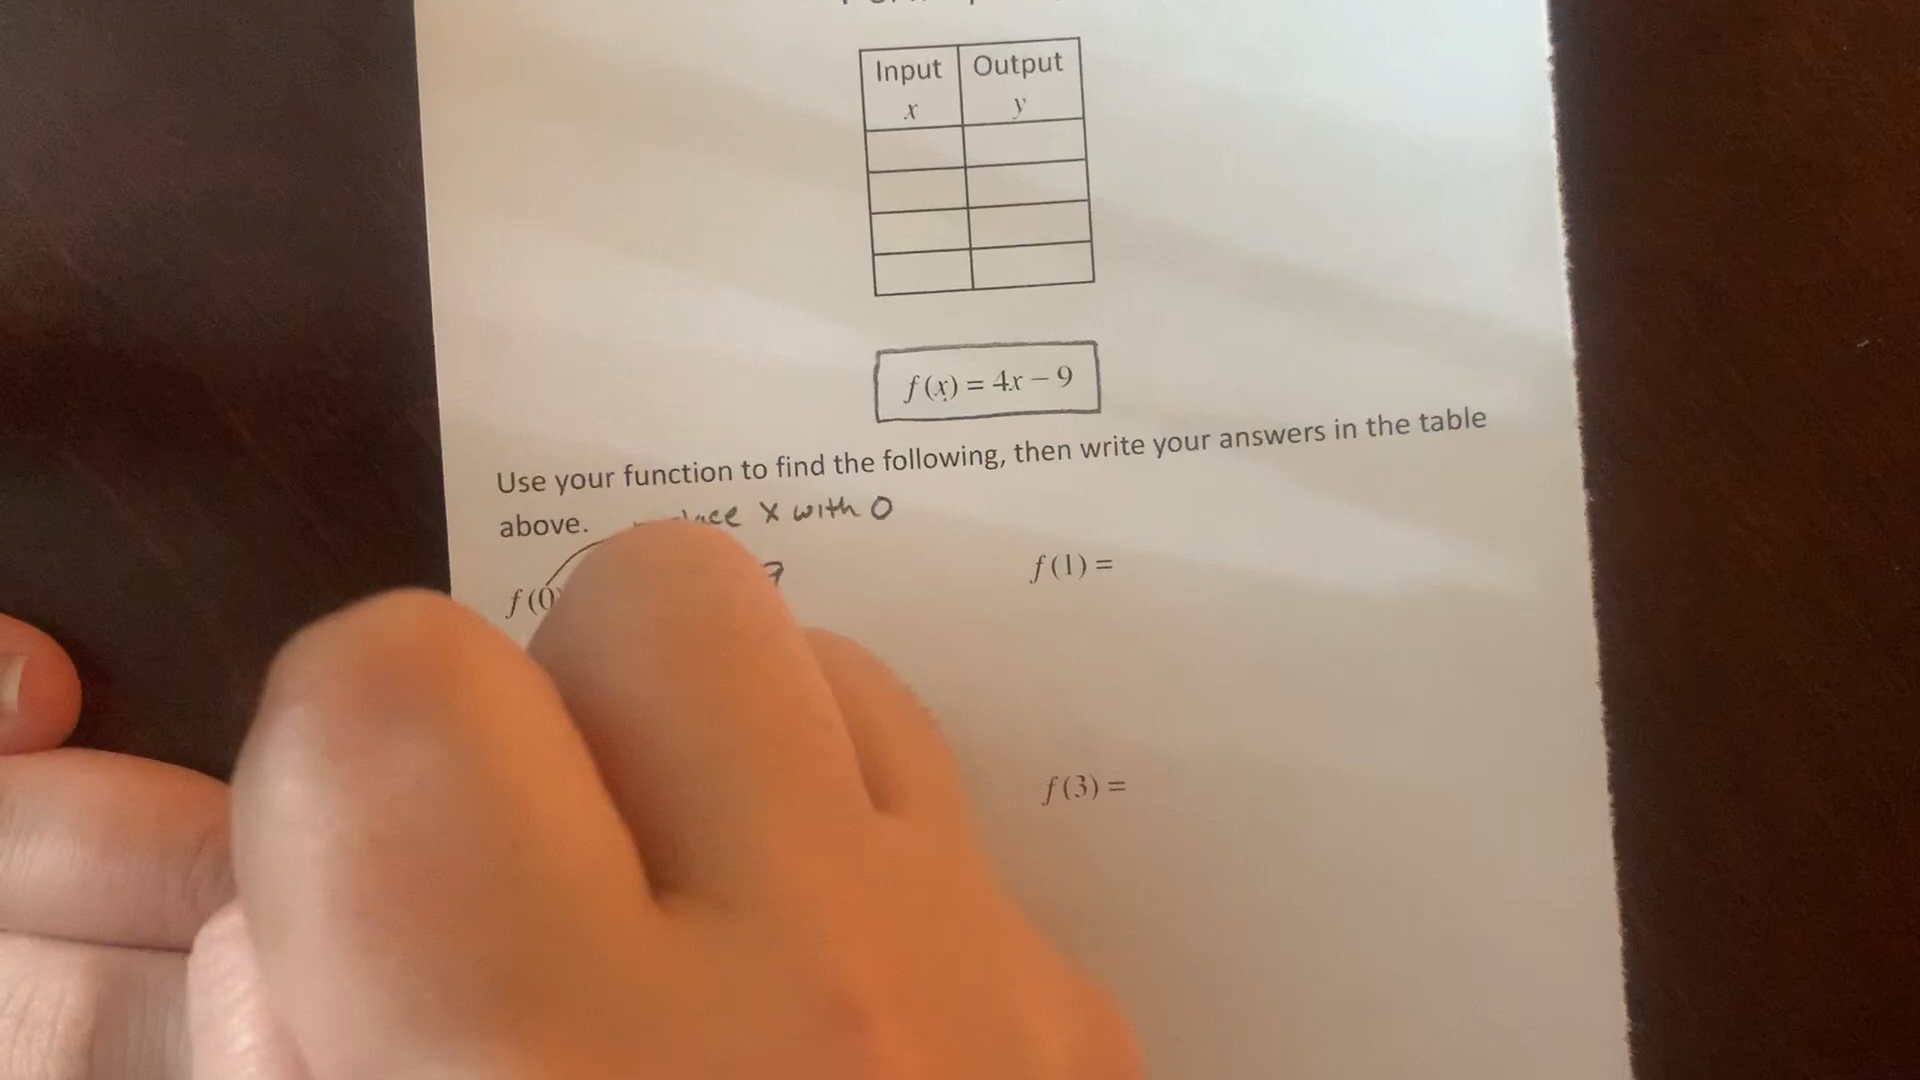 Input Output
x y
f(x) = 4x – 9
Use your function to find the following, then write your answers in the table
above. x with 0
f(0)
f(1) =
f(3) =